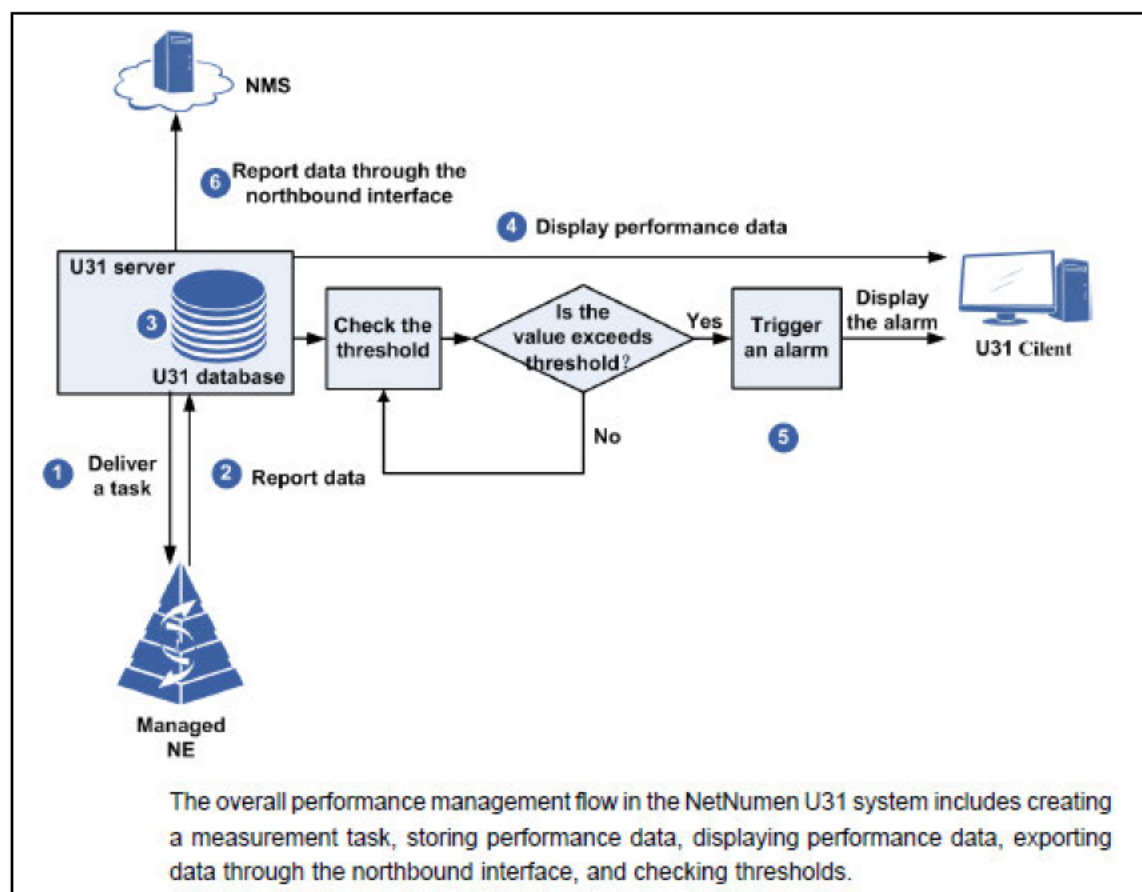 NMS
6
Report data through the
northbound interface
4
Display performance data
U31 server
3
U31 database
Check the
threshold
Is the
value exceeds
threshold?
Yes
Trigger
an alarm
Display
the alarm
U31 Cilent
No
5
1
Deliver
a task
2
Report data
Managed
NE
The overall performance management flow in the NetNumen U31 system includes creating
a measurement task, storing performance data, displaying performance data, exporting
data through the northbound interface, and checking thresholds.